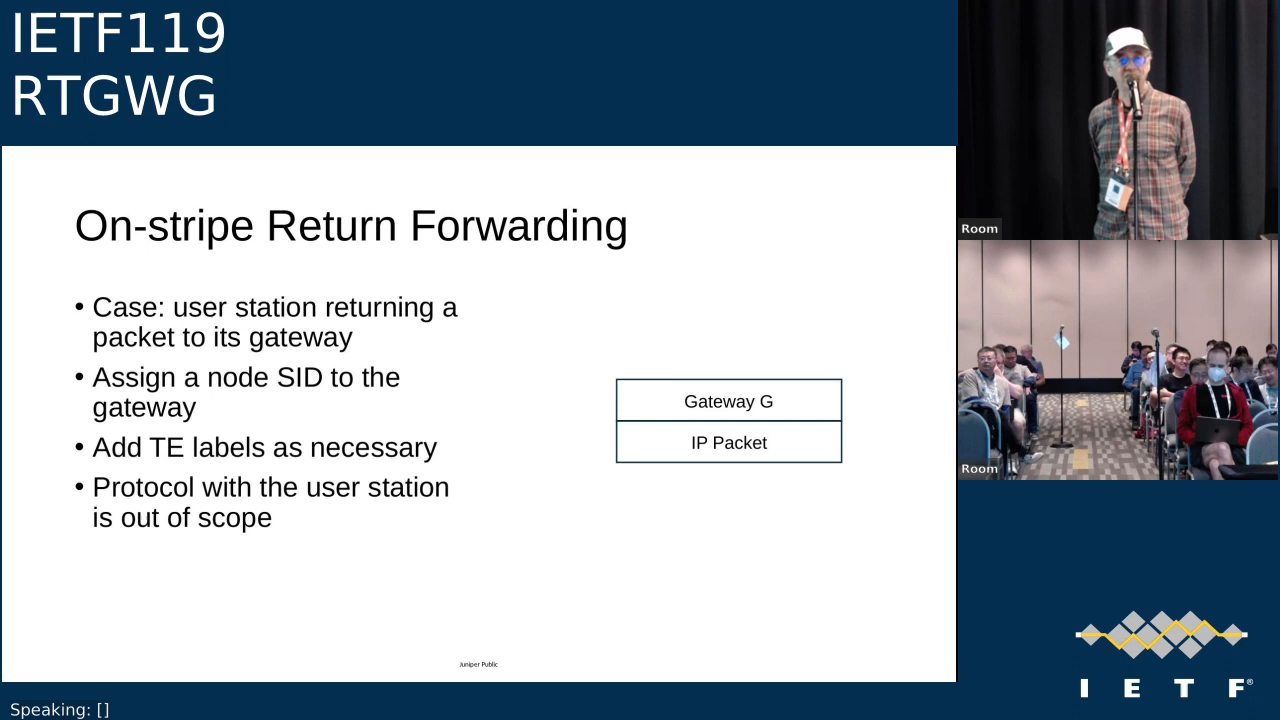 IETF119
RTGWG
On-stripe Return Forwarding
• Case: user station returning a
packet to its gateway
• Assign a node SID to the
gateway
• Add TE labels as necessary
• Protocol with the user station
is out of scope
Gateway G
IP Packet
Juniper Public
Room
Room
I E T F®
Speaking: []